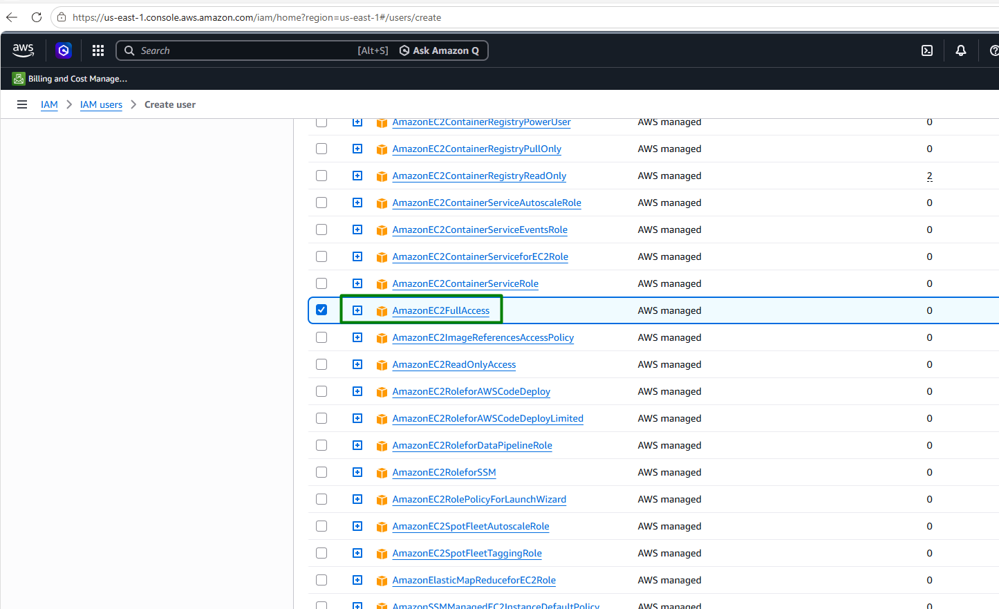 https://us-east-1.console.aws.amazon.com/iam/home?region=us-east-1#/users/create
aws Search [Alt+S] Ask Amazon Q
Billing and Cost Manage...
IAM IAM users Create user
AmazonEC2ContainerRegistryPowerUser AWS managed 0
AmazonEC2ContainerRegistryPullOnly AWS managed 0
AmazonEC2ContainerRegistryReadOnly AWS managed 2
AmazonEC2ContainerServiceAutoscaleRole AWS managed 0
AmazonEC2ContainerServiceEventsRole AWS managed 0
AmazonEC2ContainerServiceforEC2Role AWS managed 0
AmazonEC2ContainerServiceRole AWS managed 0
AmazonEC2FullAccess AWS managed 0
AmazonEC2ImageReferencesAccessPolicy AWS managed 0
AmazonEC2ReadOnlyAccess AWS managed 0
AmazonEC2RoleforAWSCodeDeploy AWS managed 0
AmazonEC2RoleforAWSCodeDeployLimited AWS managed 0
AmazonEC2RoleforDataPipelineRole AWS managed 0
AmazonEC2RoleforSSM AWS managed 0
AmazonEC2RolePolicyForLaunchWizard AWS managed 0
AmazonEC2SpotFleetAutoscaleRole AWS managed 0
AmazonEC2SpotFleetTaggingRole AWS managed 0
AmazonElasticMapReduceforEC2Role AWS managed 0
AmazonSSMManagedEC2InstanceDefaultPolicy AWS managed 0